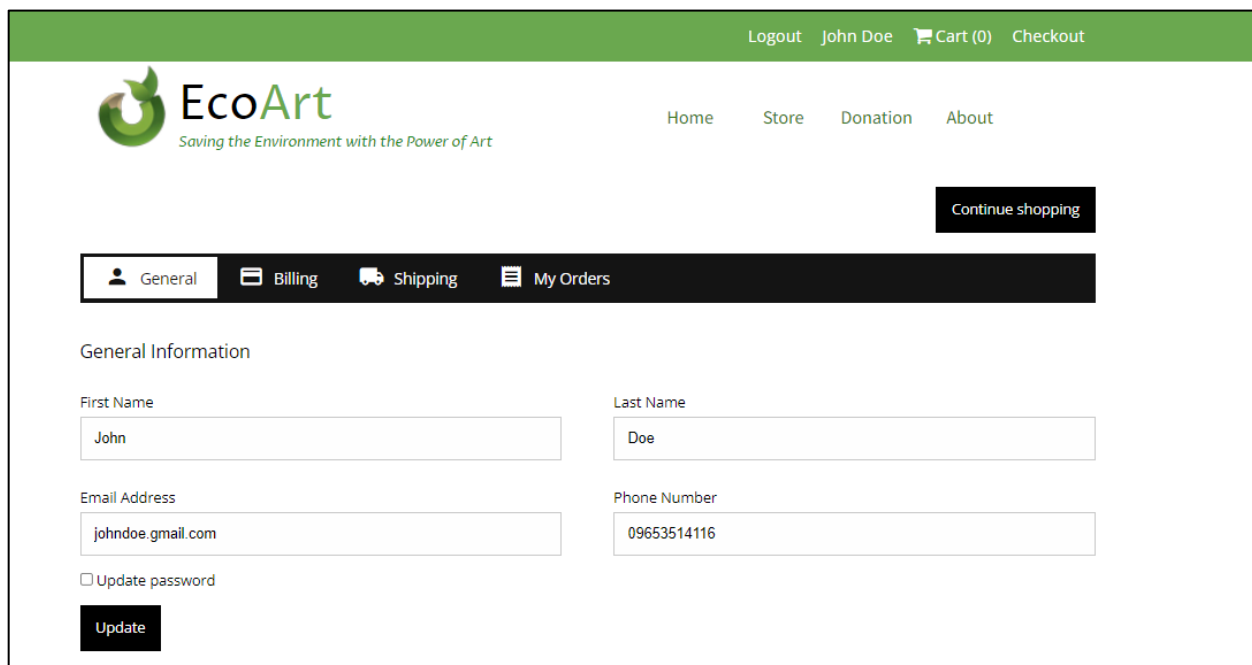 Logout John Doe Cart (0) Checkout
EcoArt
Saving the Environment with the Power of Art
Home Store Donation About
Continue shopping
General Billing Shipping My Orders
General Information
First Name Last Name
John Doe
Email Address Phone Number
johndoe.gmail.com 09653514116
Update password
Update